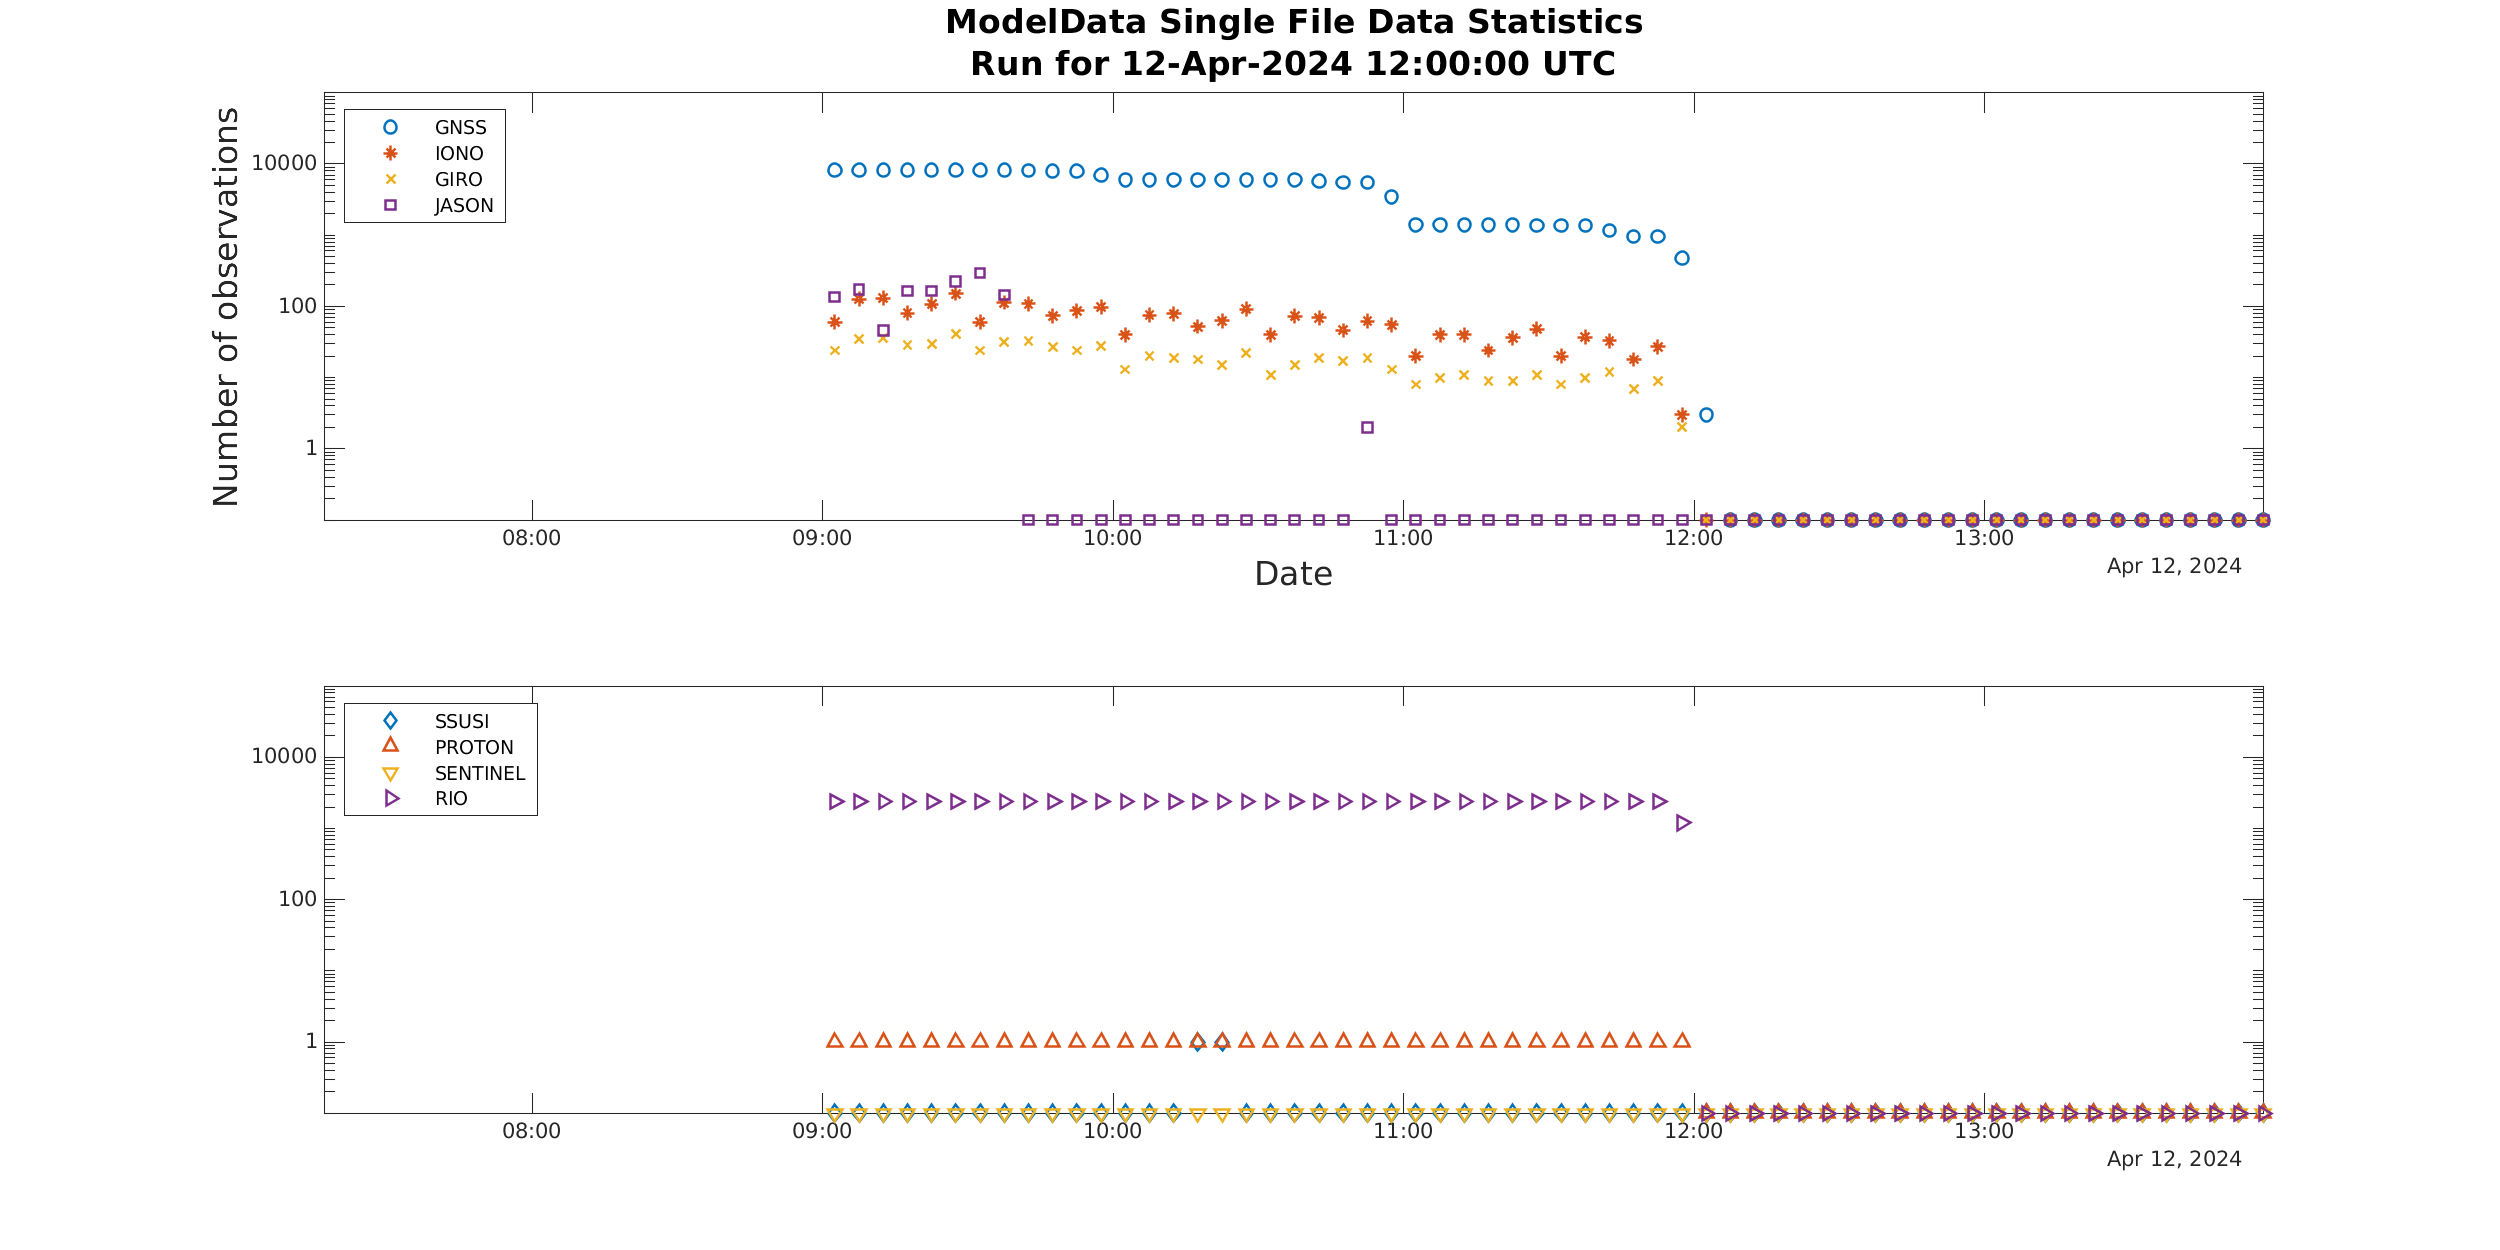 ModelData Single File Data Statistics
Run for 12-Apr-2024 12:00:00 UTC
Number of observations
10000
100
1
GNSS
IONO
GIRO
JASON
08:00 09:00 10:00 11:00 12:00 13:00
Date
Apr 12, 2024
10000
100
1
SSUSI
PROTON
SENTINEL
RIO
08:00 09:00 10:00 11:00 12:00 13:00
Apr 12, 2024